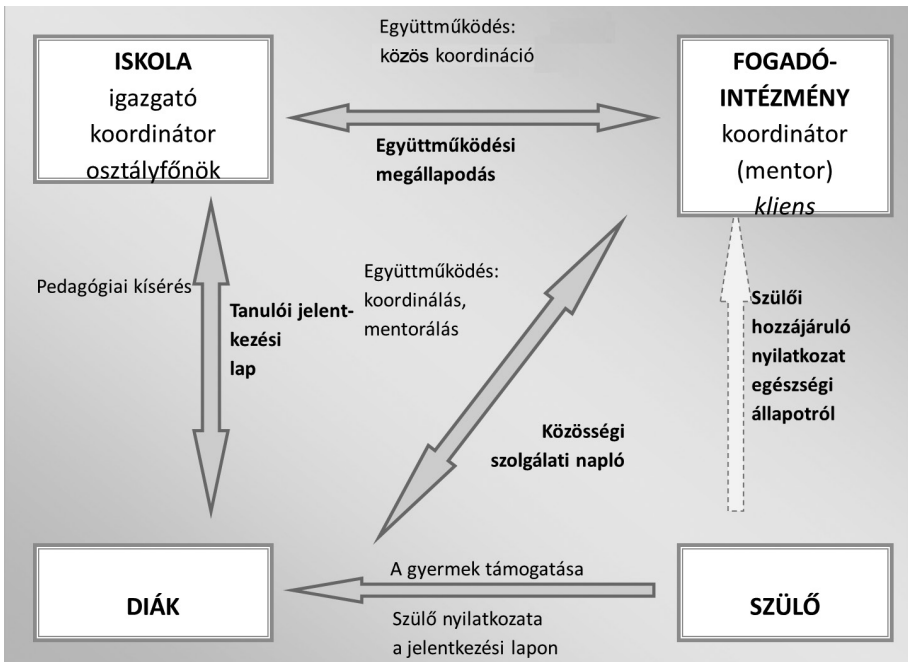 Együttműködés:
közös koordináció
ISKOLA
igazgató
koordinátor
osztályfőnök
FOGADÓ-
INTÉZMÉNY
koordinátor
(mentor)
kliens
Együttműködési
megállapodás
Pedagógiai kísérés
Tanulói jelent-
kezési
lap
Együttműködés:
koordinálás,
mentorálás
Szülői
hozzájáruló
nyilatkozat
egészségi
állapotról
Közösségi
szolgálati napló
DIÁK
A gyermek támogatása
Szülő nyilatkozata
a jelentkezési lapon
SZÜLŐ